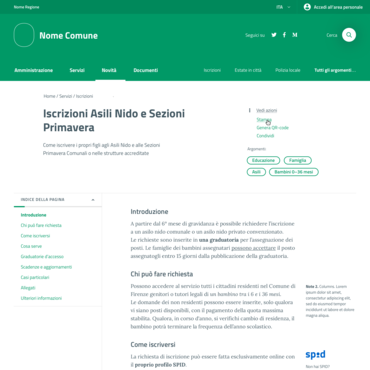 Nome Regione
ITA
Accedi all'area personale
Nome Comune
Seguici su
Cerca
Amministrazione
Servizi
Novità
Documenti
Iscrizioni
Estate in città
Polizia locale
Tutti gli argomenti...
Home / Servizi / Iscrizioni
Iscrizioni Asili Nido e Sezioni
Primavera
Come iscrivere i propri figli agli Asili Nido e alle Sezioni
Primavera Comunali o nelle strutture accreditate
Vedi azioni
Stampa
Genera QR-code
Condividi
Argomenti
Educazione
Famiglie
Asili
Bambini 0-36 mesi
INDICE DELLA PAGINA
Introduzione
Chi può fare richiesta
Come iscriversi
Cosa serve
Graduatorie d'accesso
Scadenze e aggiornamenti
Casi particolari
Allegati
Ulteriori informazioni
Introduzione
A partire dal 6° mese di gravidanza è possibile richiedere l'iscrizione
a un asilo nido comunale o un asilo nido privato convenzionato.
Le richieste sono inserite in una graduatoria per l'assegnazione dei
posti. Le famiglie dei bambini assegnatari possono accettare il posto
assegnato entro 15 giorni dalla pubblicazione della graduatoria.
Chi può fare richiesta
Possono accedere al servizio tutti i cittadini residenti nel Comune di
Firenze genitori o tutori legali di un bambino tra i 6 e i 36 mesi.
Le domande dei non residenti possono essere inserite, solo qualora
vi siano posti disponibili, con il pagamento della quota massima
stabilita. Qualora, in corso d'anno, si verifichi cambio di residenza, il
bambino potrà terminare la frequenza dell'anno scolastico.
Note 1. Columns. Lorem
ipsum dolor sit amet,
consectetur adipiscing elit,
sed do eiusmod tempor
incididunt ut labore et dolore
magna aliqua.
Come iscriversi
La richiesta di iscrizione può essere fatta esclusivamente online con
il proprio profilo SPID
spid
Non hai SPID?